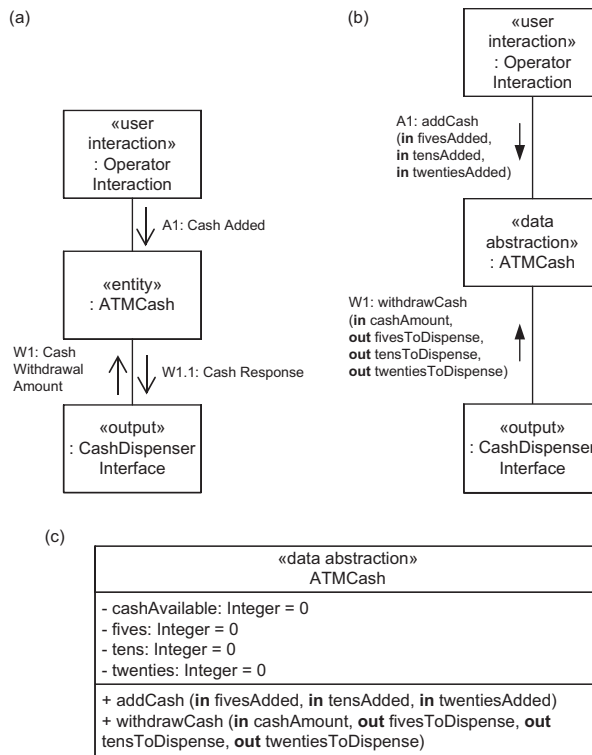 (a)
«user
interaction»
: Operator
Interaction
A1: Cash Added
«entity»
: ATMCash
W1: Cash
Withdrawal
Amount
W1.1: Cash Response
«output»
: CashDispenser
Interface
(b)
«user
interaction»
: Operator
Interaction
A1: addCash
(in fivesAdded,
in tensAdded,
in twentiesAdded)
«data
abstraction»
: ATMCash
W1: withdrawCash
(in cashAmount,
out fivesToDispense,
out tensToDispense,
out twentiesToDispense)
«output»
: CashDispenser
Interface
(c)
«data abstraction»
ATMCash
- cashAvailable: Integer = 0
- fives: Integer = 0
- tens: Integer = 0
- twenties: Integer = 0
+ addCash (in fivesAdded, in tensAdded, in twentiesAdded)
+ withdrawCash (in cashAmount, out fivesToDispense, out
tensToDispense, out twentiesToDispense)